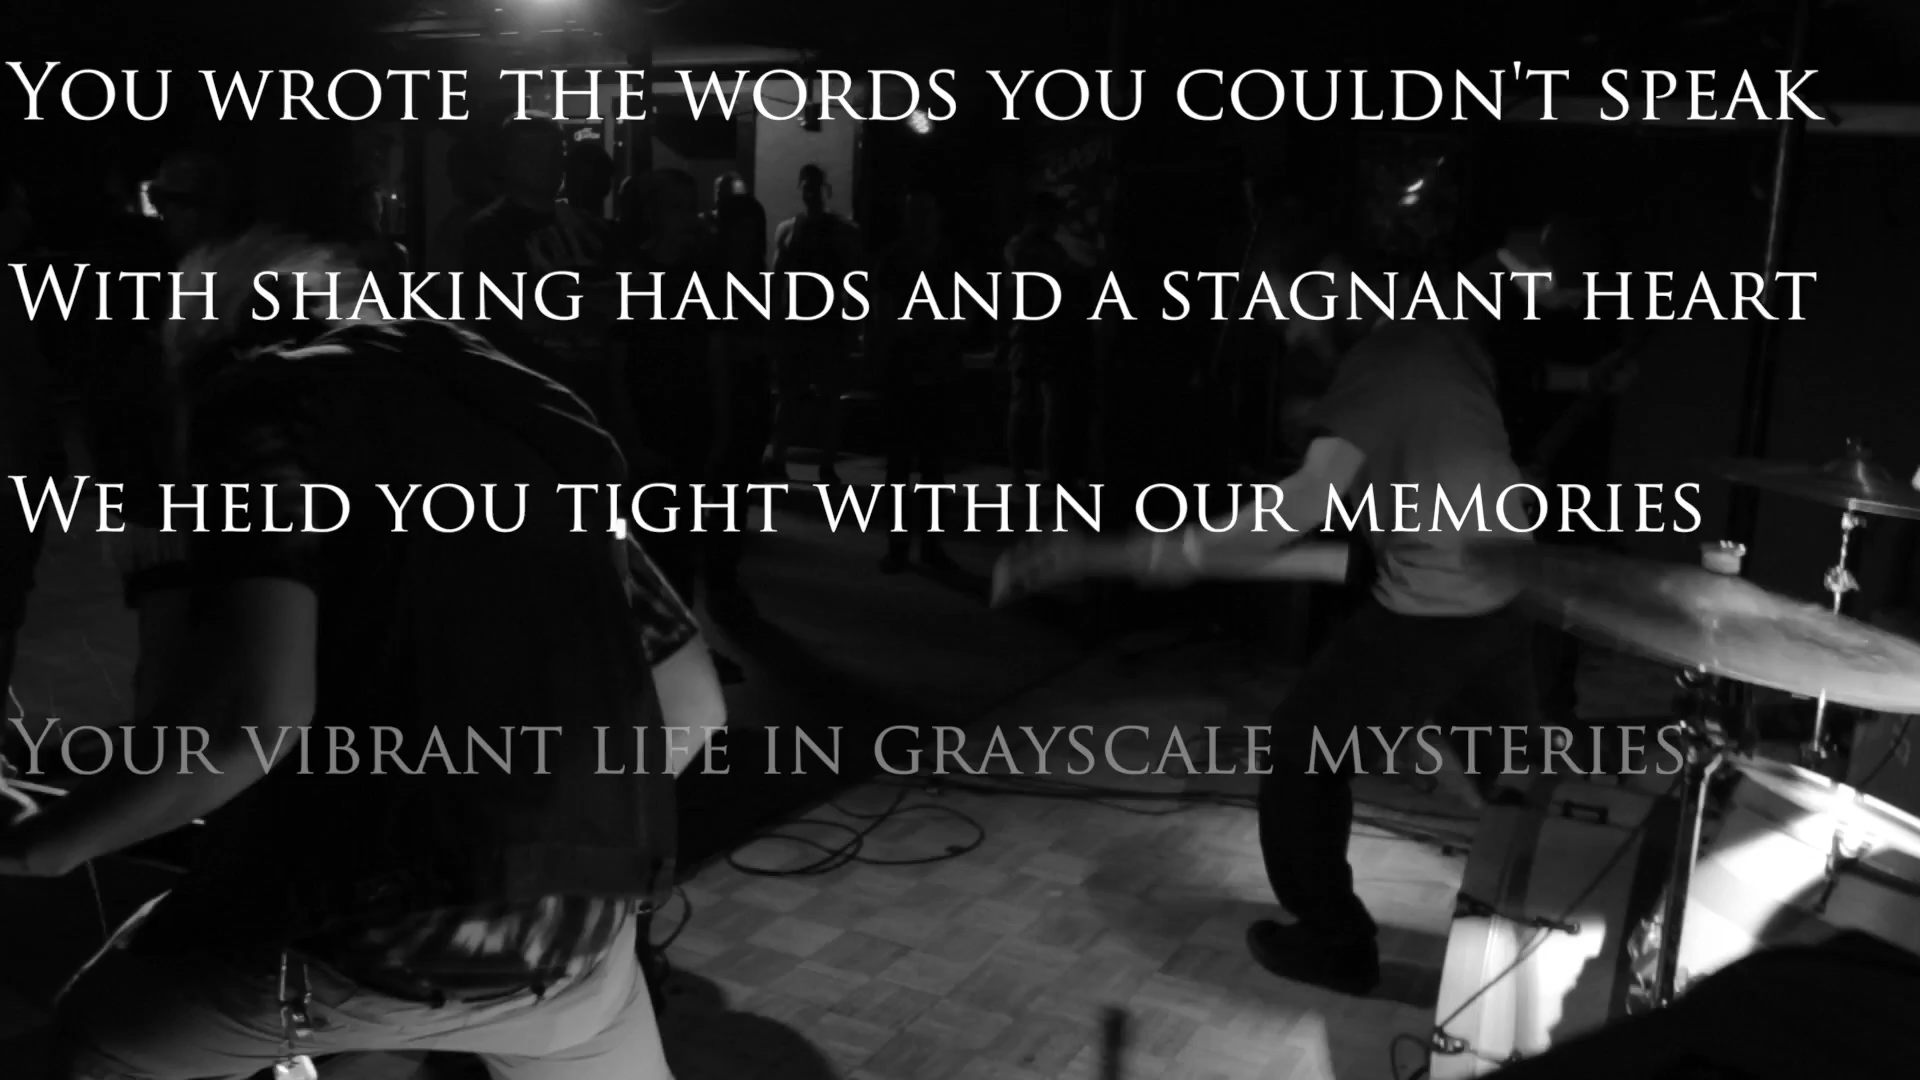 You wrote the words you couldn't speak
With shaking hands and a stagnant heart
We held you tight within our memories
Your vibrant life in grayscale mysteries